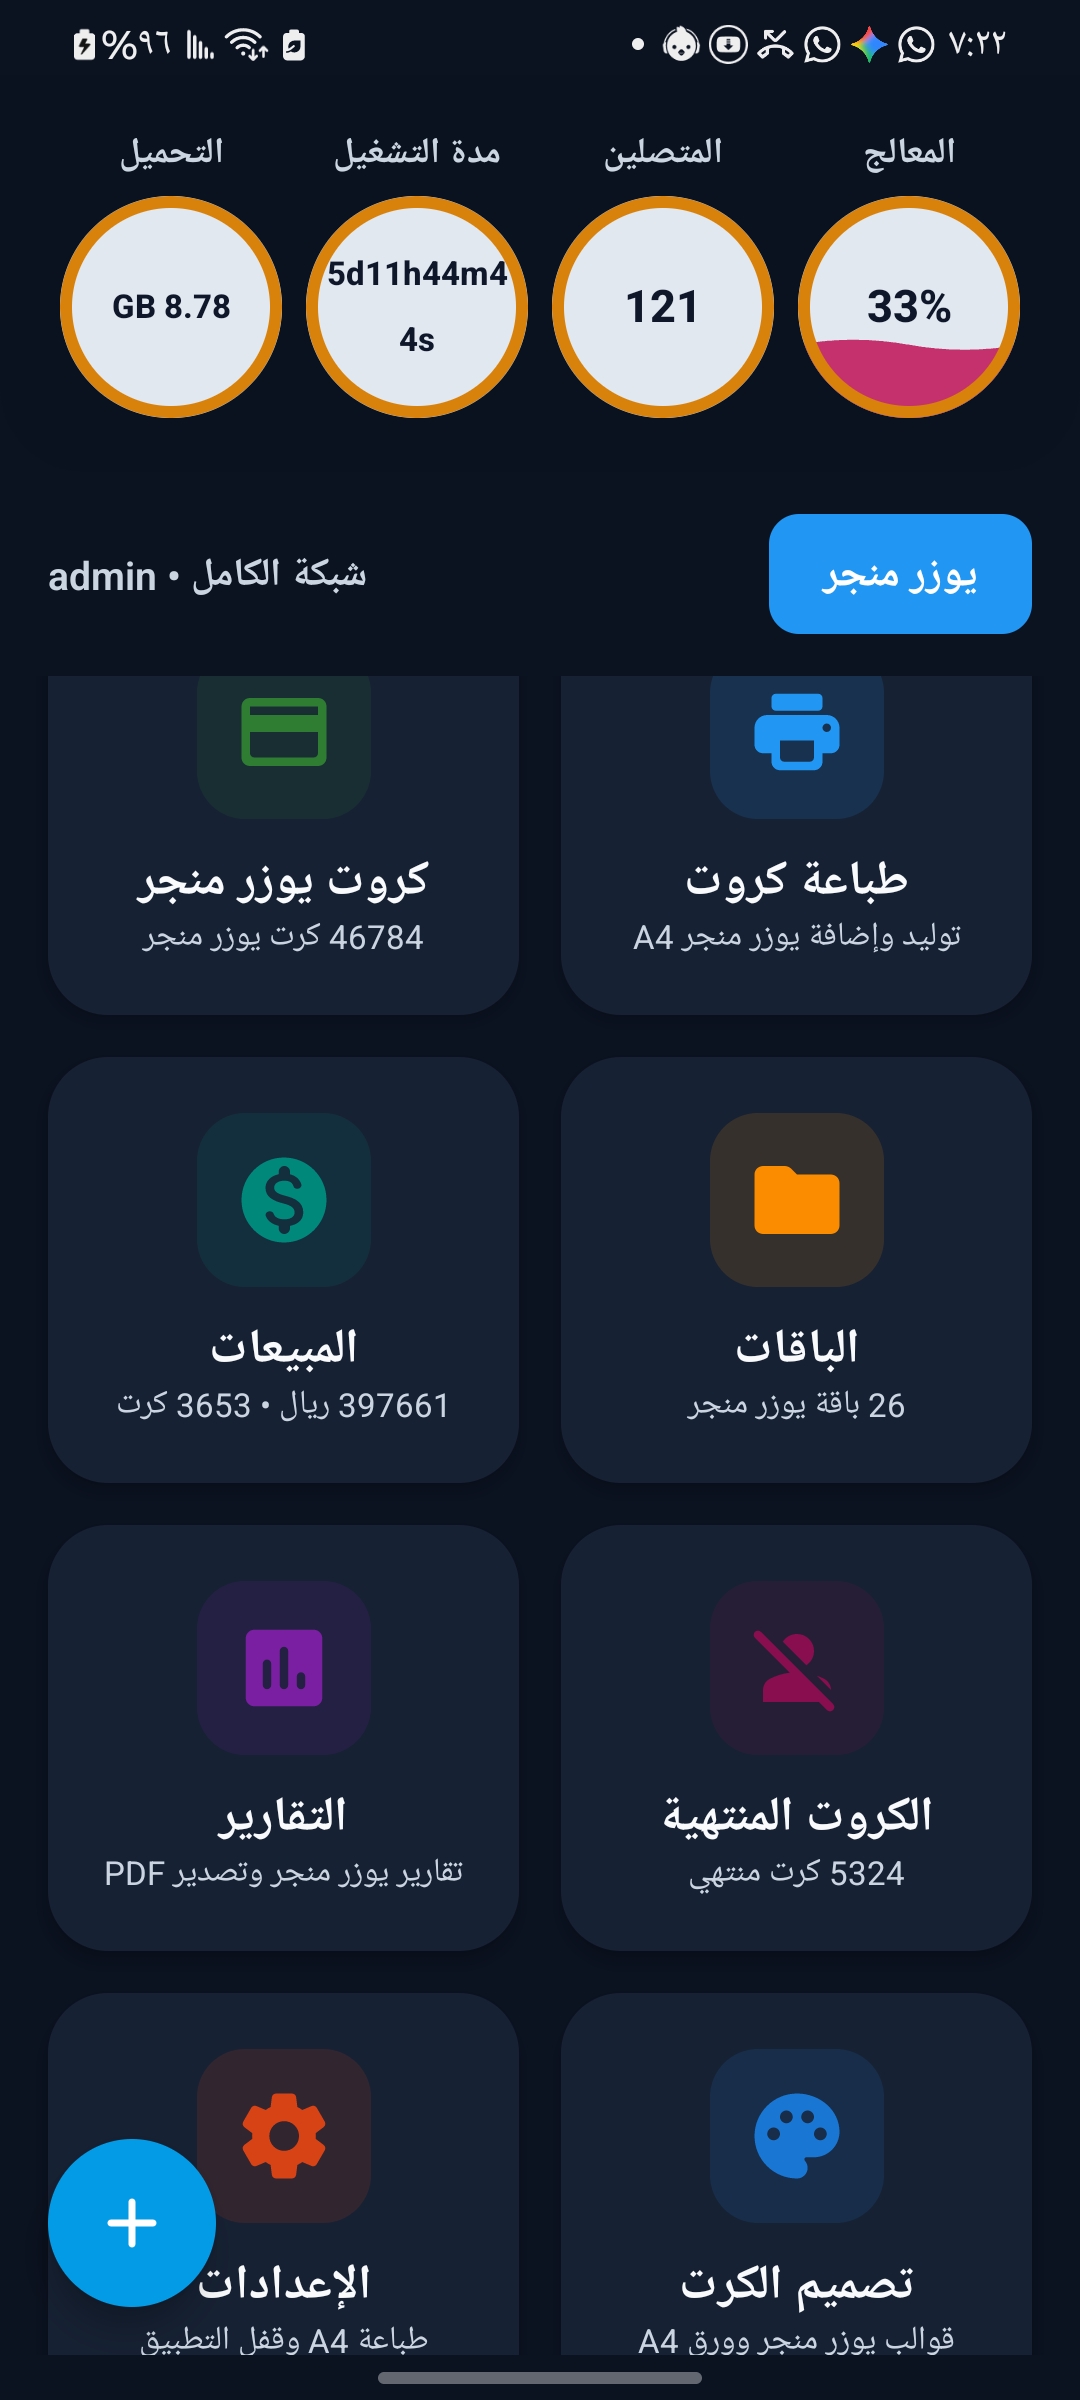 ٧:٢٢
%٩٦
المعالج
المتصلين
مدة التشغيل
التحميل
33%
121
5d11h44m4
4s
GB 8.78
يوزر منجر
شبكة الكامل • admin
طباعة كروت
توليد وإضافة يوزر منجر A4
كروت يوزر منجر
46784 كرت يوزر منجر
الباقات
26 باقة يوزر منجر
المبيعات
397661 ريال • 3653 كرت
الكروت المنتهية
5324 كرت منتهي
التقارير
تقارير يوزر منجر وتصدير PDF
تصميم الكرت
قوالب يوزر منجر وورق A4
الإعدادات
طباعة A4 وقفل التطبيق